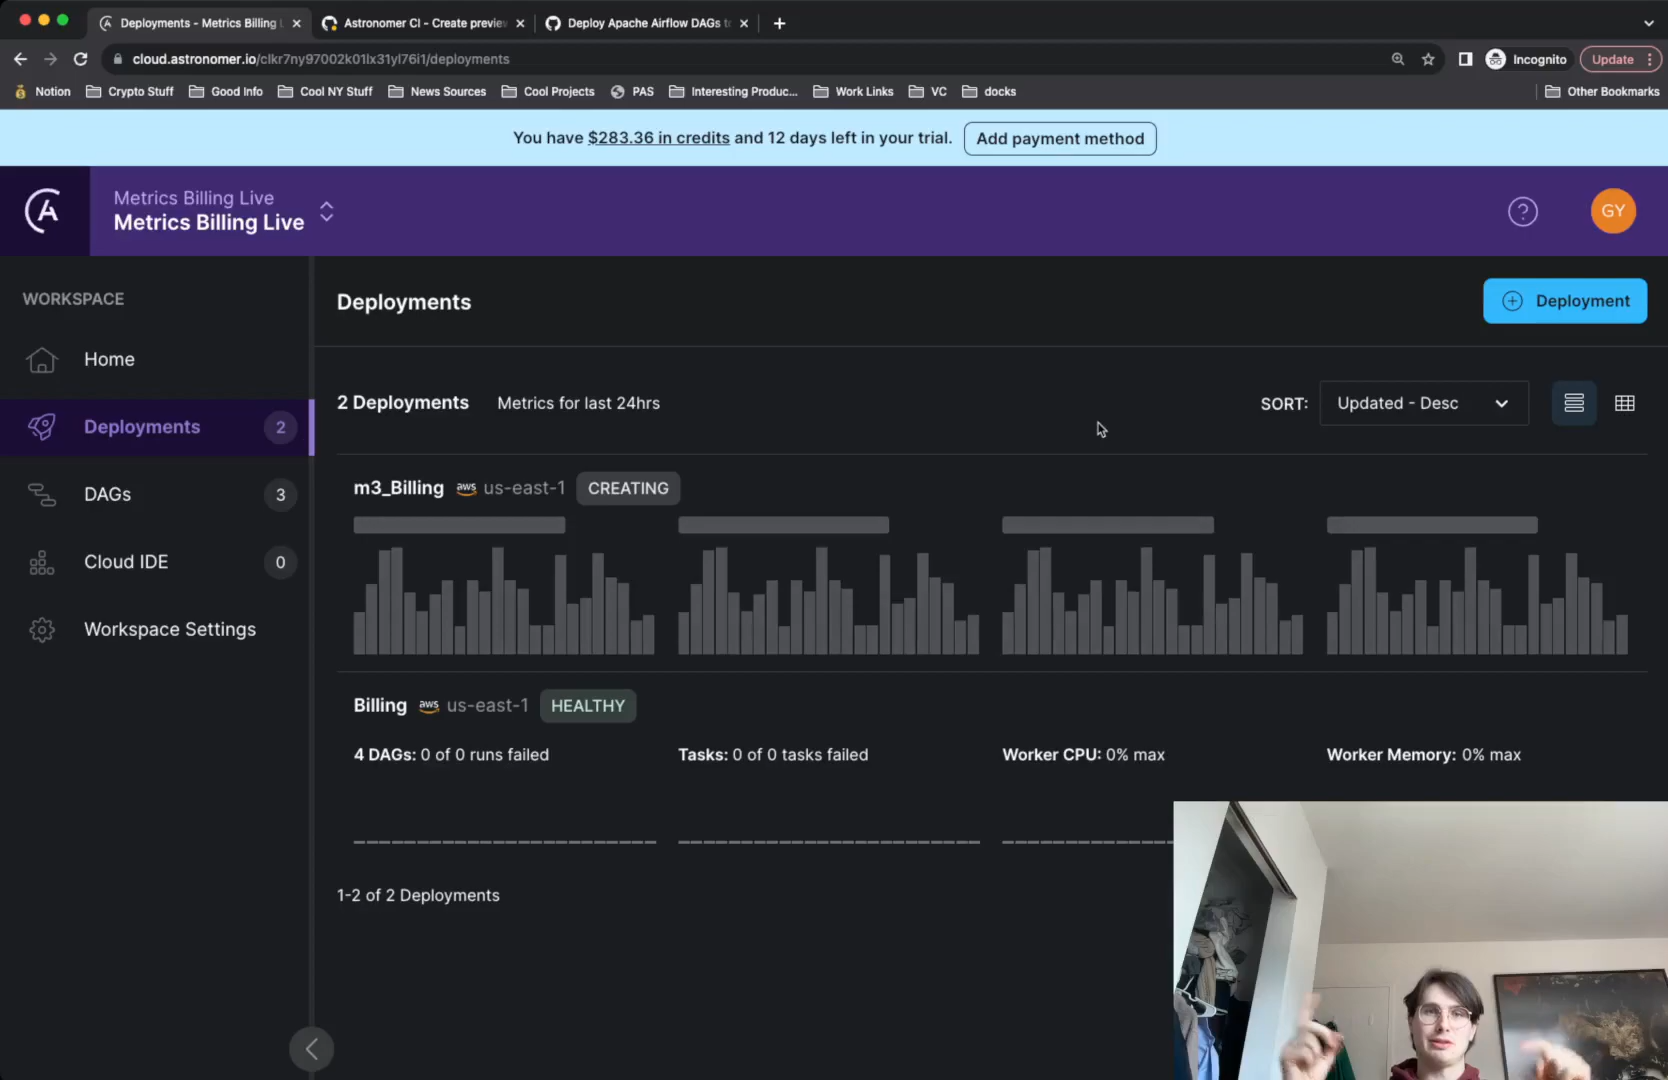 Deployments - Metrics Billing L
Astronomer CI - Create preview
Deploy Apache Airflow DAGs to
cloud.astronomer.io/clkr7ny97002k01lx31yl76i1/deployments
Incognito
Update
Notion
Crypto Stuff
Good Info
Cool NY Stuff
News Sources
Cool Projects
PAS
Interesting Produc...
Work Links
VC
docks
Other Bookmarks
You have $283.36 in credits and 12 days left in your trial.
Add payment method
Metrics Billing Live
Metrics Billing Live
GY
WORKSPACE
Home
Deployments 2
DAGs 3
Cloud IDE 0
Workspace Settings
Deployments
Deployment
2 Deployments Metrics for last 24hrs
SORT: Updated - Desc
m3_Billing aws us-east-1 CREATING
Billing aws us-east-1 HEALTHY
4 DAGs: 0 of 0 runs failed
Tasks: 0 of 0 tasks failed
Worker CPU: 0% max
Worker Memory: 0% max
1-2 of 2 Deployments